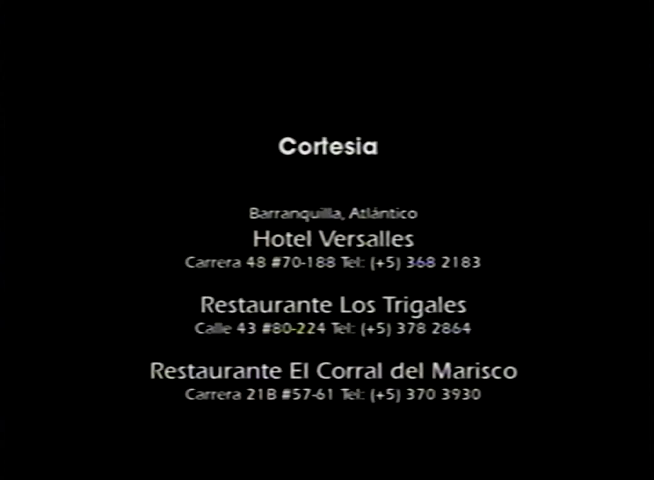 Cortesia
Barranquilla, Atlántico
Hotel Versalles
Carrera 48 #70-188 Tel: (+5) 368 2183
Restaurante Los Trigales
Calle 43 #80-224 Tel: (+5) 378 2864
Restaurante El Corral del Marisco
Carrera 21B #57-61 Tel: (+5) 370 3930